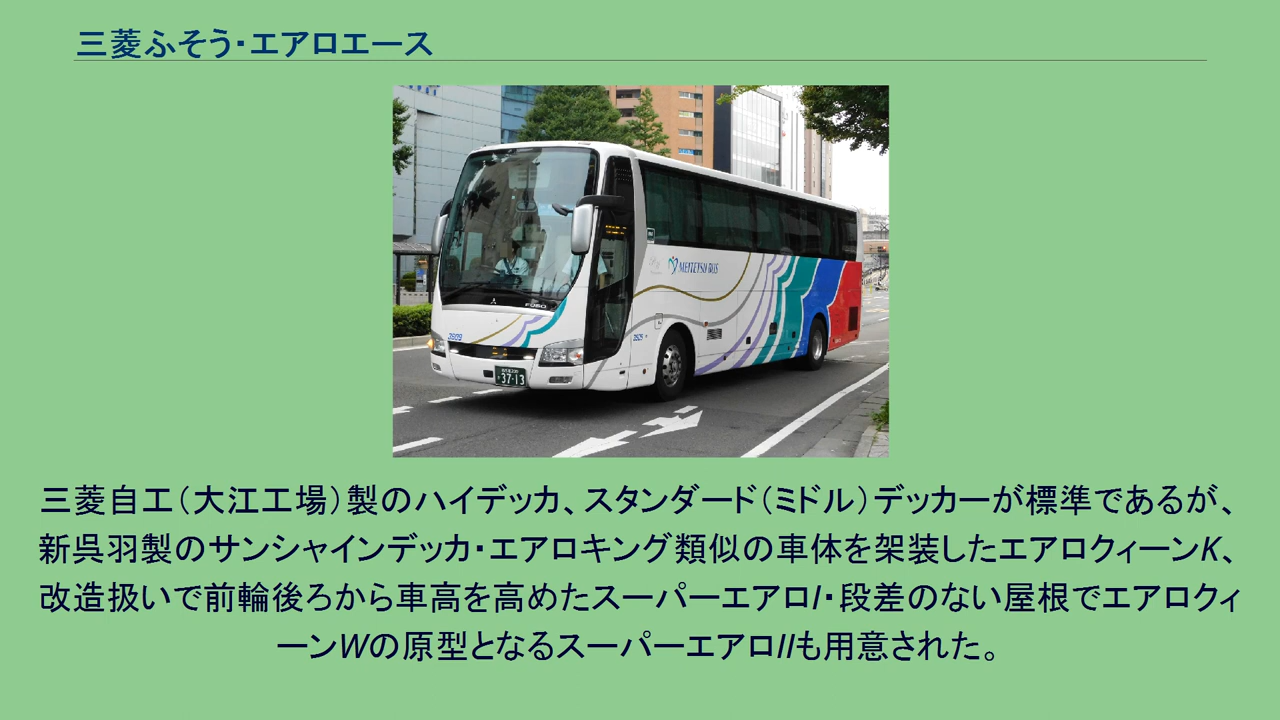 三菱ふそう・エアロエース
MEITETSU BUS
FUSO
3509
・37-13
三菱自工（大江工場）製のハイデッカ、スタンダード（ミドル）デッカーが標準であるが、
新呉羽製のサンシャインデッカ・エアロキング類似の車体を架装したエアロクィーンK、
改造扱いで前輪後ろから車高を高めたスーパーエアロI・段差のない屋根でエアロクィ
ーンWの原型となるスーパーエアロIIも用意された。